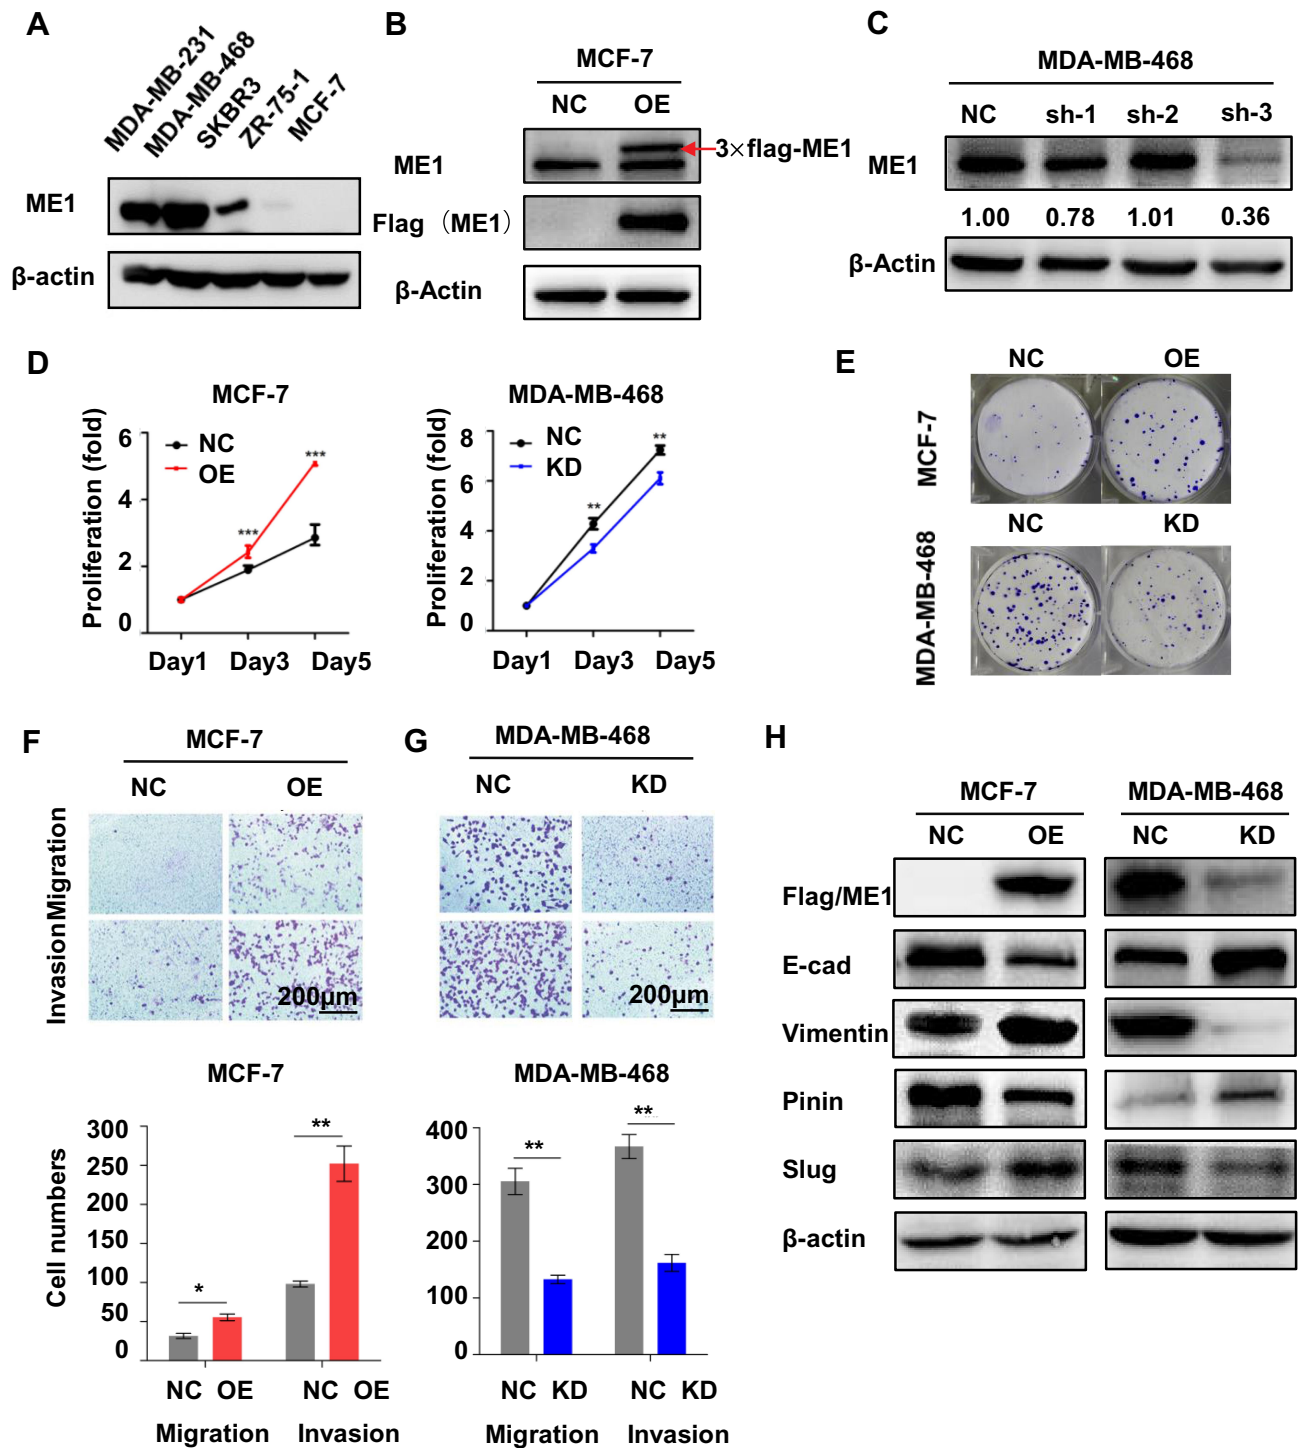 A
MDA-MB-231
MDA-MB-468
SKBR3
ZR-75-1
MCF-7
ME1
β-actin
B
MCF-7
NC OE
ME1
3×flag-ME1
Flag（ME1）
β-Actin
C
MDA-MB-468
NC sh-1 sh-2 sh-3
ME1
1.00 0.78 1.01 0.36
β-Actin
D
MCF-7
Proliferation (fold)
6
4
2
0
NC
OE
***
***
Day1 Day3 Day5
MDA-MB-468
Proliferation (fold)
8
6
4
2
0
NC
KD
**
**
Day1 Day3 Day5
E
NC OE
MCF-7
NC KD
MDA-MB-468
F
MCF-7
NC OE
Migration
Invasion
200μm
MCF-7
Cell numbers
300
250
200
150
100
50
0
*
**
NC OE NC OE
Migration Invasion
G
MDA-MB-468
NC KD
200μm
MDA-MB-468
400
300
200
100
0
**
**
NC KD NC KD
Migration Invasion
H
MCF-7 MDA-MB-468
NC OE NC KD
Flag/ME1
E-cad
Vimentin
Pinin
Slug
β-actin